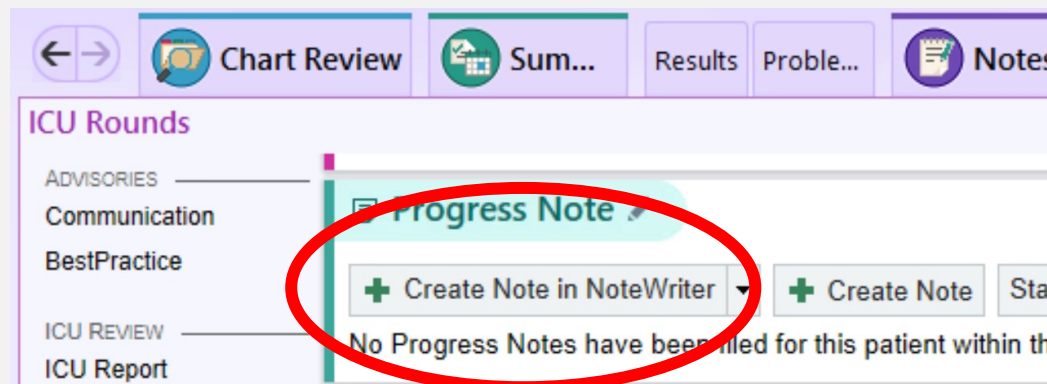 Chart Review Sum... Results Proble... Notes
ICU Rounds
ADVISORIES
Communication
BestPractice
ICU REVIEW
ICU Report
Progress Note
Create Note in NoteWriter Create Note Sta
No Progress Notes have been filed for this patient within th